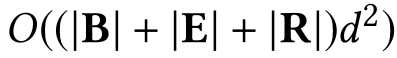 O((|B| + |E| + |R|)d²)